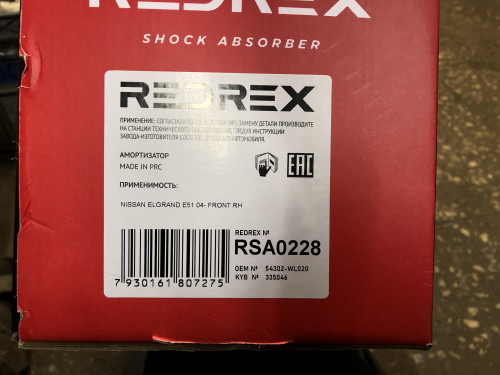 REDREX
SHOCK ABSORBER
REDREX
ПРИМЕНЕНИЕ: СОГЛАСНО ЗАМЕНУ ДЕТАЛИ ПРОИЗВОДИТЕ
НА СТАНЦИИ ТЕХНИЧЕСКОГО СЛЕДУЯ ИНСТРУКЦИИ
ЗАВОДА-ИЗГОТОВИТЕЛЯ АВТОМОБИЛЯ.
АМОРТИЗАТОР
MADE IN PRC
EAC
ПРИМЕНИМОСТЬ:
NISSAN ELGRAND E51 04- FRONT RH
REDREX №
RSA0228
OEM № 54302-WL020
KYB № 335046
7 930161 807275